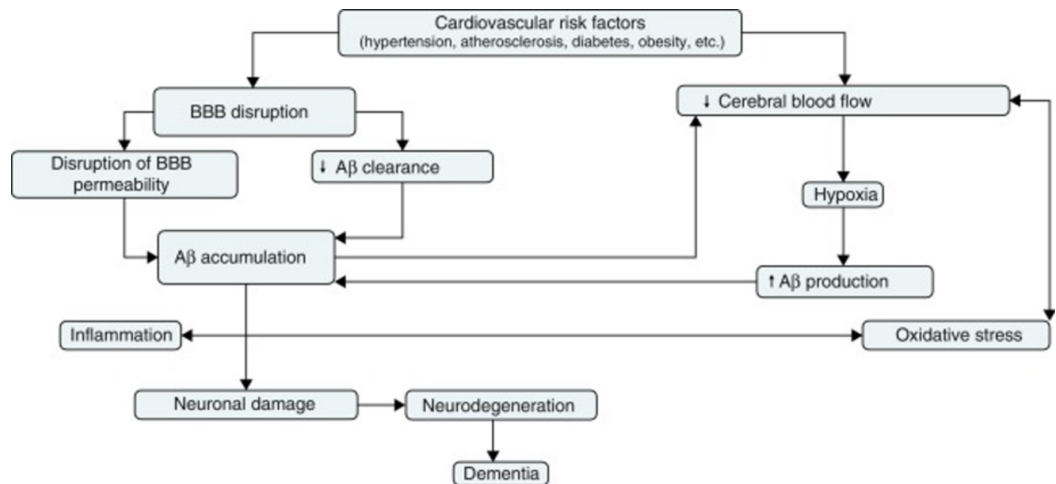 Cardiovascular risk factors
(hypertension, atherosclerosis, diabetes, obesity, etc.)
BBB disruption
↓ Cerebral blood flow
Disruption of BBB
permeability
↓ Aβ clearance
Hypoxia
Aβ accumulation
↑ Aβ production
Inflammation
Oxidative stress
Neuronal damage
Neurodegeneration
Dementia